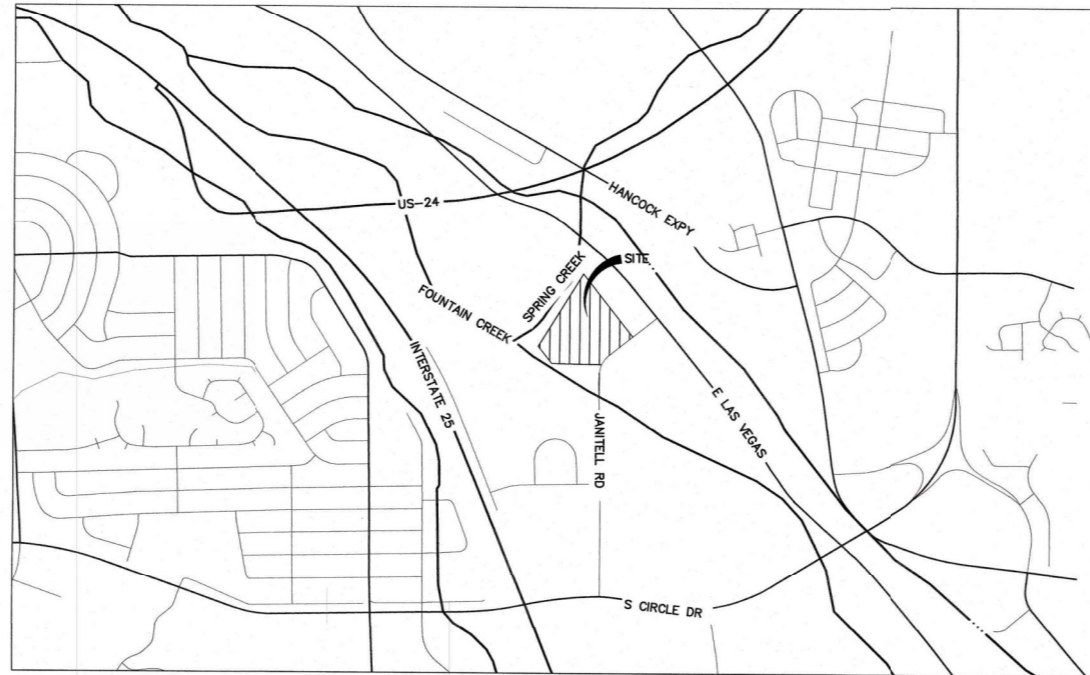 HANCOCK EXPY
US-24
SITE
SPRING CREEK
FOUNTAIN CREEK
INTERSTATE 25
E LAS VEGAS
JANITELL RD
S CIRCLE DR